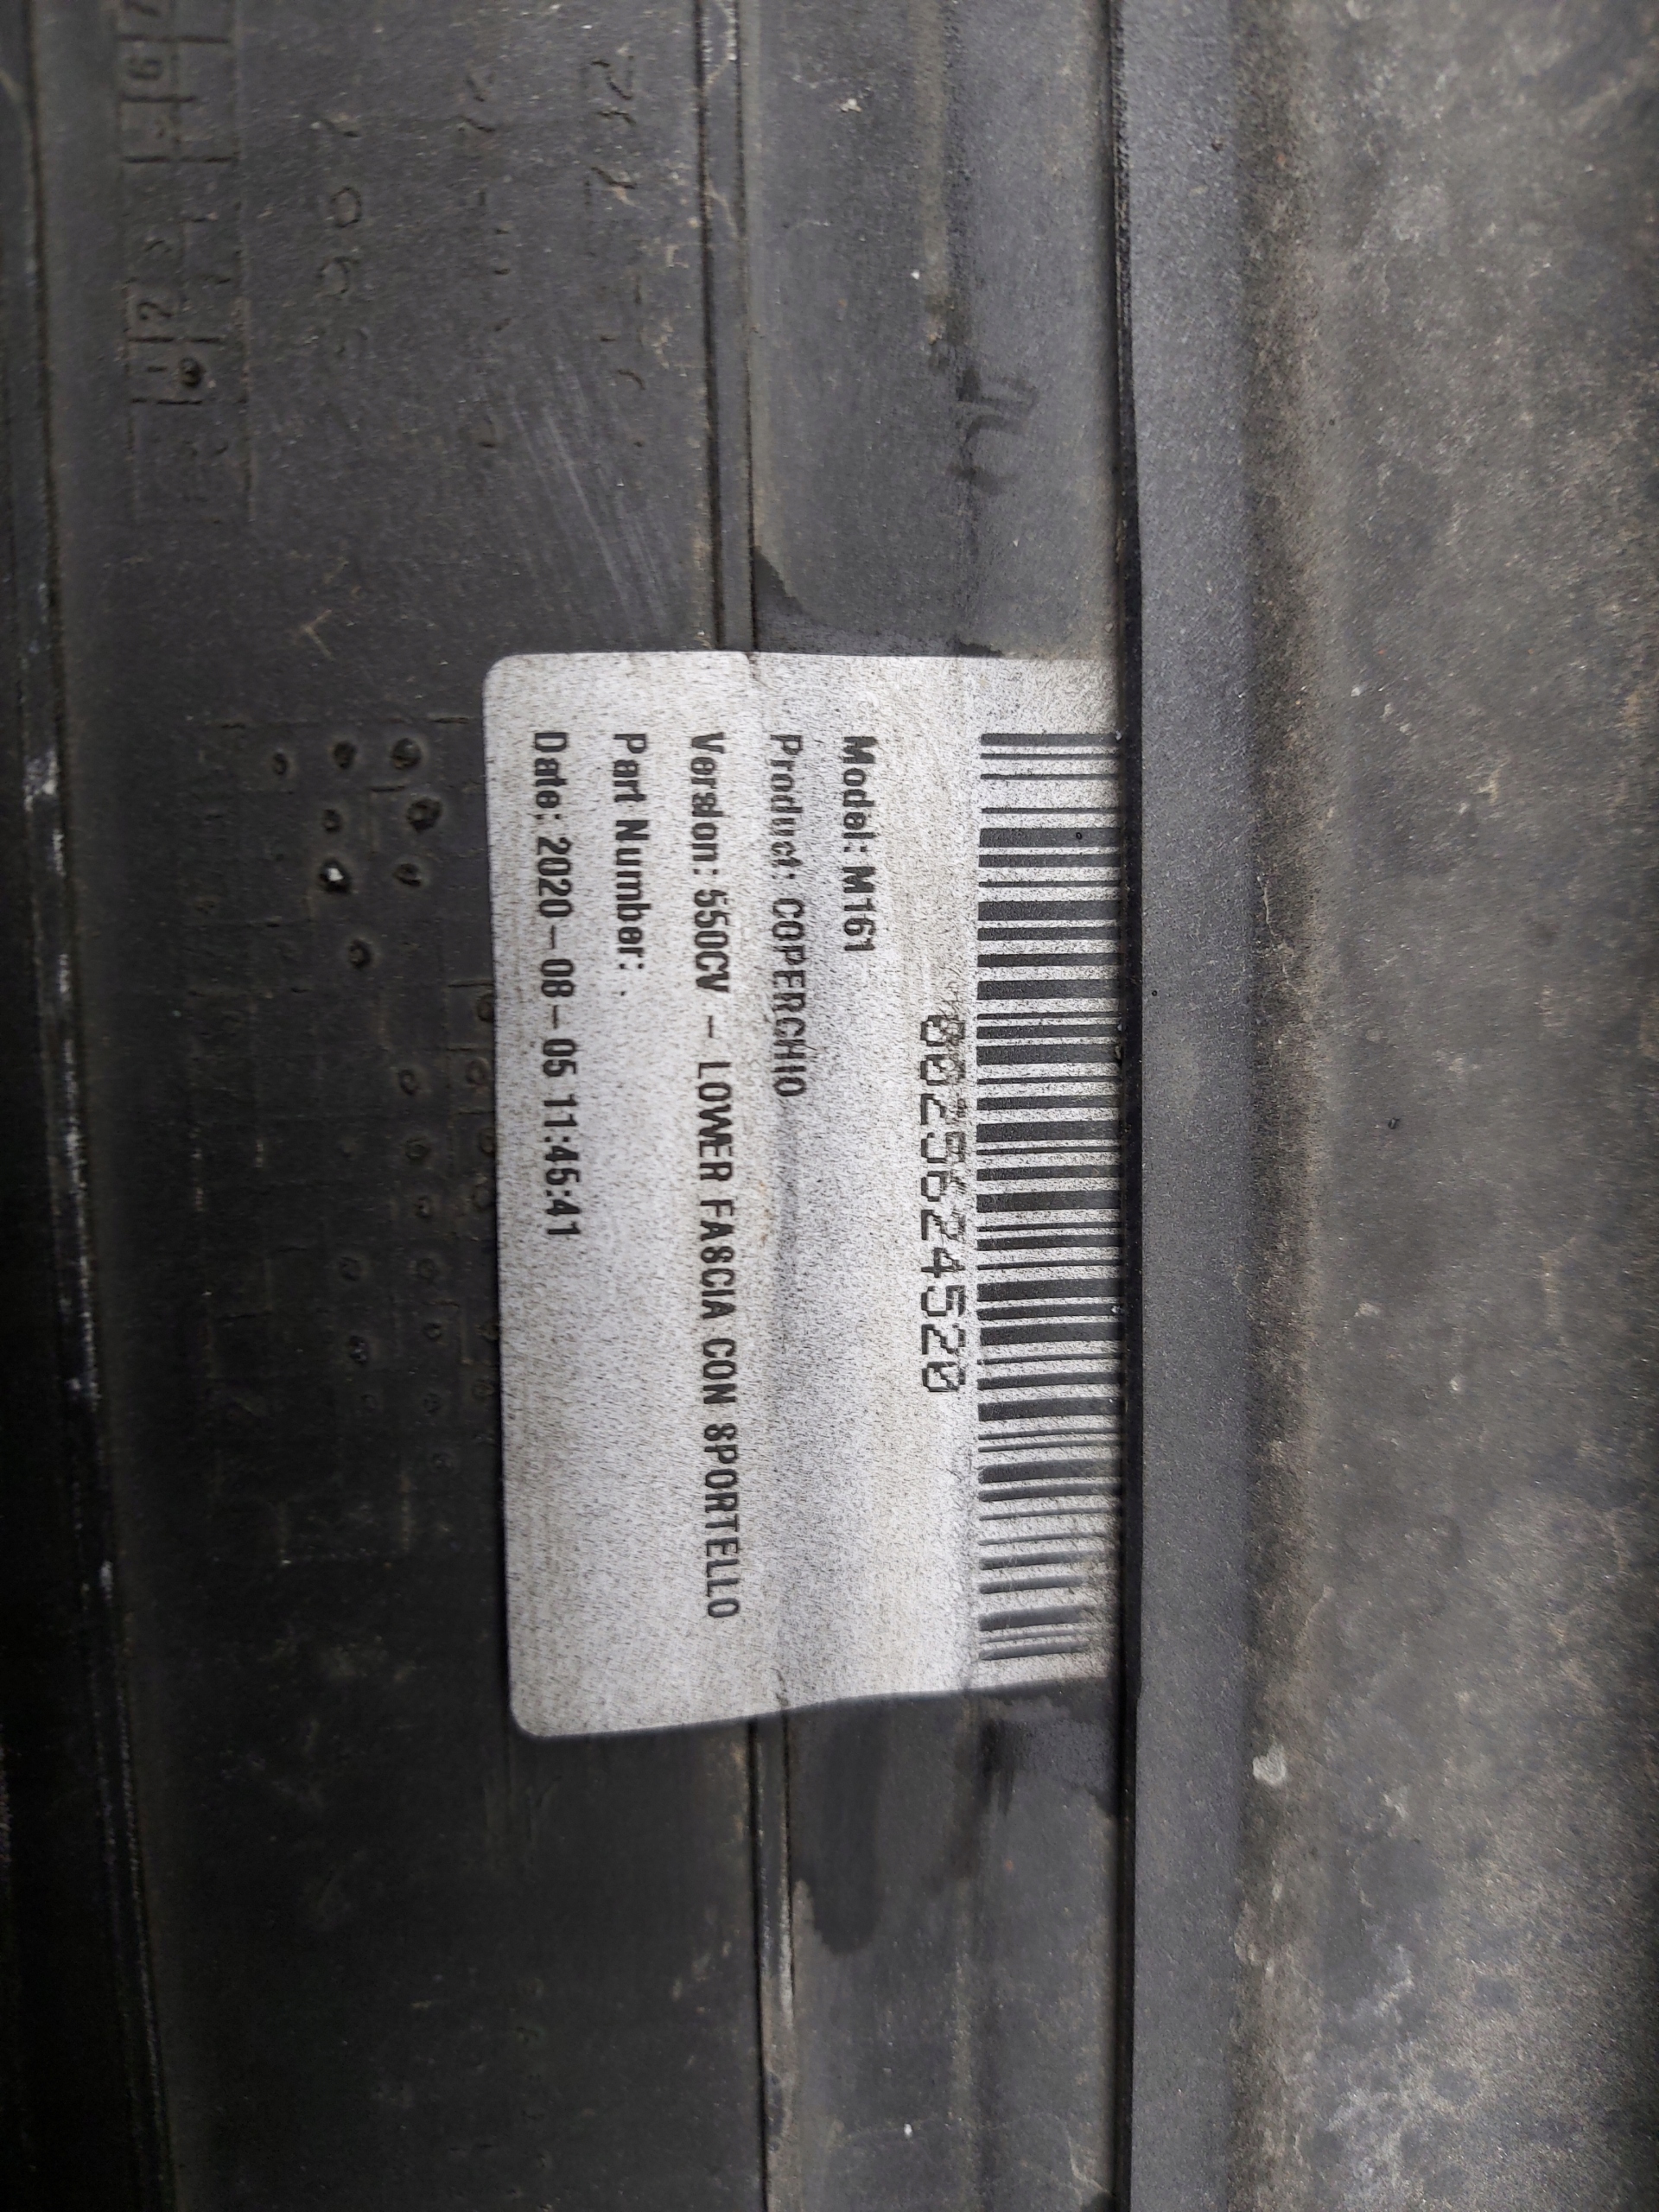 0025624520
Model: M161
Product: COPERCHIO
Version: 550CV - LOWER FASCIA CON SPORTELLO
Part Number:
Date: 2020-08-05 11:45:41